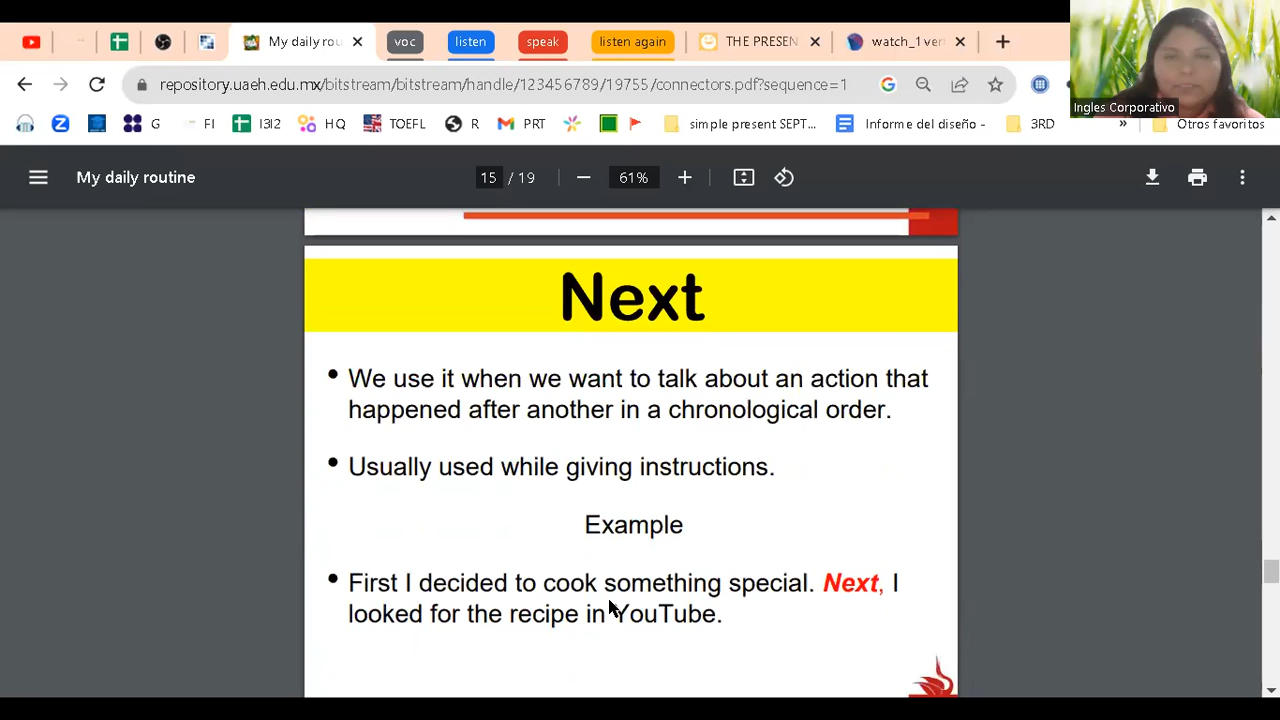 My daily rou
voc
listen
speak
listen again
THE PRESEN
watch_1 ver
repository.uaeh.edu.mx/bitstream/bitstream/handle/123456789/19755/connectors.pdf?sequence=1
Ingles Corporativo
G
FI
I3I2
HQ
TOEFL
R
PRT
simple present SEPT...
Informe del diseño -
3RD
»
Otros favoritos
My daily routine
15 / 19
61%
Next
• We use it when we want to talk about an action that
happened after another in a chronological order.
• Usually used while giving instructions.
Example
• First I decided to cook something special. Next, I
looked for the recipe in YouTube.